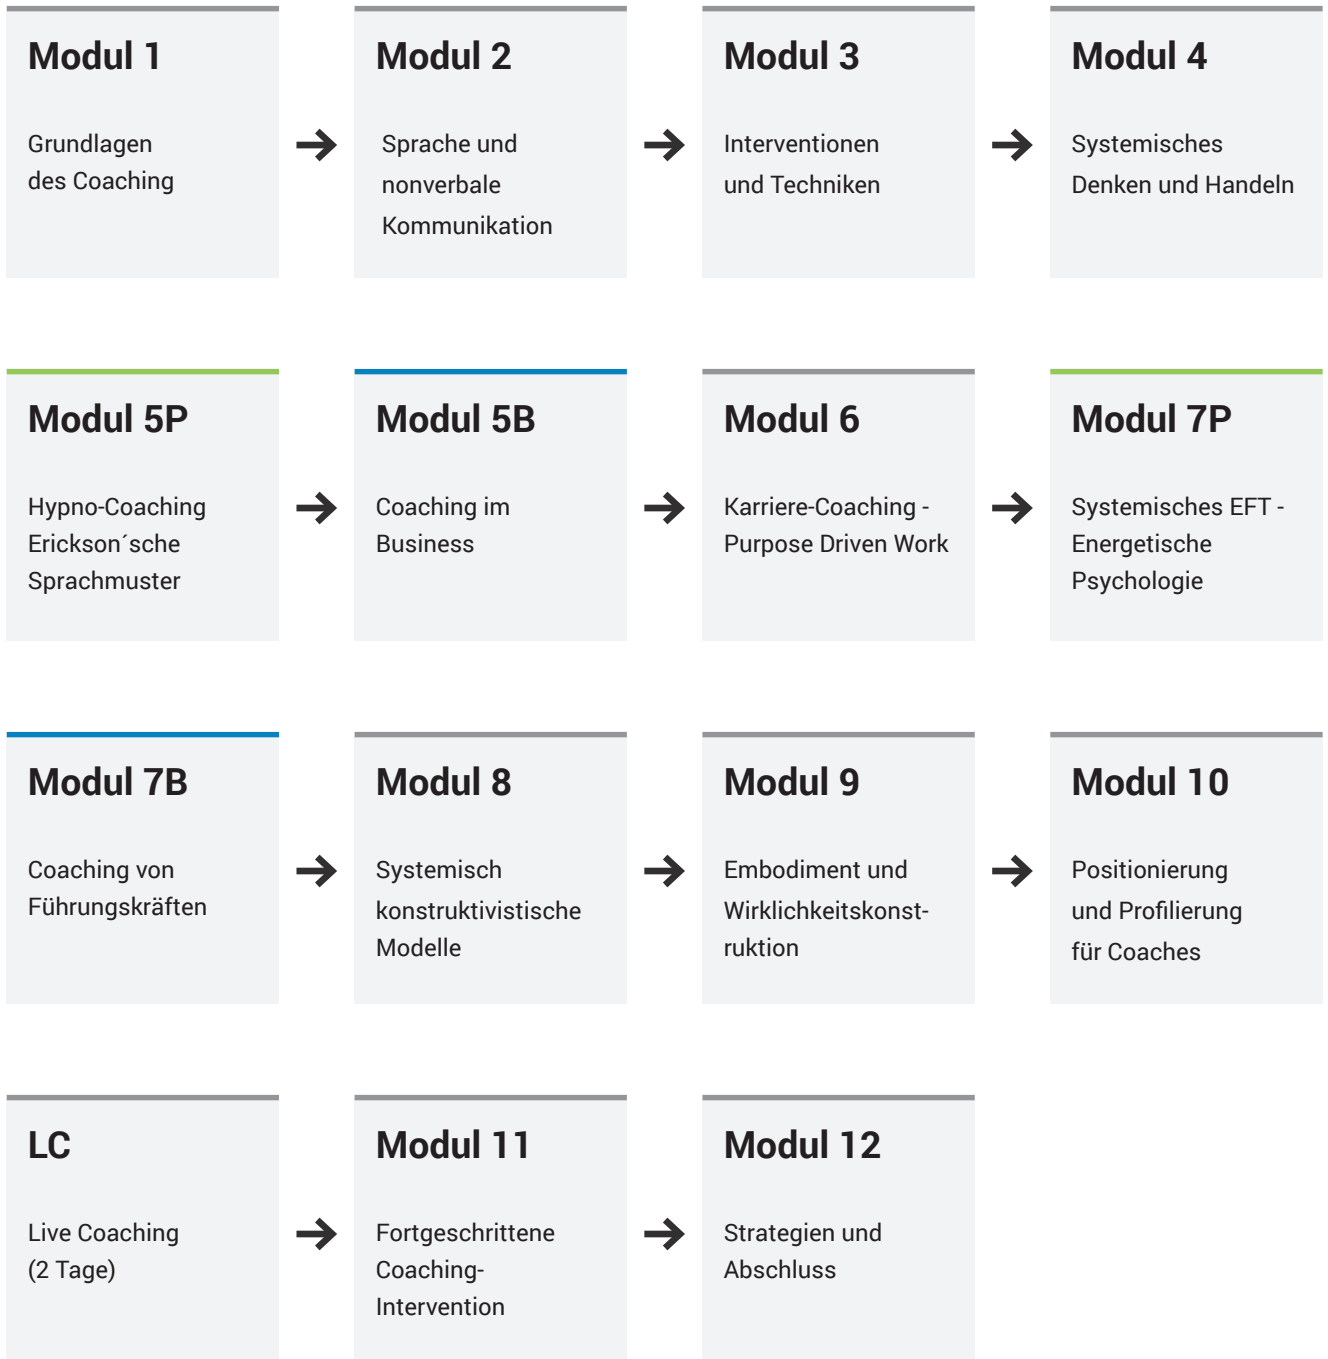 Modul 1
Grundlagen
des Coaching
Modul 2
Sprache und
nonverbale
Kommunikation
Modul 3
Interventionen
und Techniken
Modul 4
Systemisches
Denken und Handeln
Modul 5P
Hypno-Coaching
Erickson´sche
Sprachmuster
Modul 5B
Coaching im
Business
Modul 6
Karriere-Coaching -
Purpose Driven Work
Modul 7P
Systemisches EFT -
Energetische
Psychologie
Modul 7B
Coaching von
Führungskräften
Modul 8
Systemisch
konstruktivistische
Modelle
Modul 9
Embodiment und
Wirklichkeitskonst-
ruktion
Modul 10
Positionierung
und Profilierung
für Coaches
LC
Live Coaching
(2 Tage)
Modul 11
Fortgeschrittene
Coaching-
Intervention
Modul 12
Strategien und
Abschluss